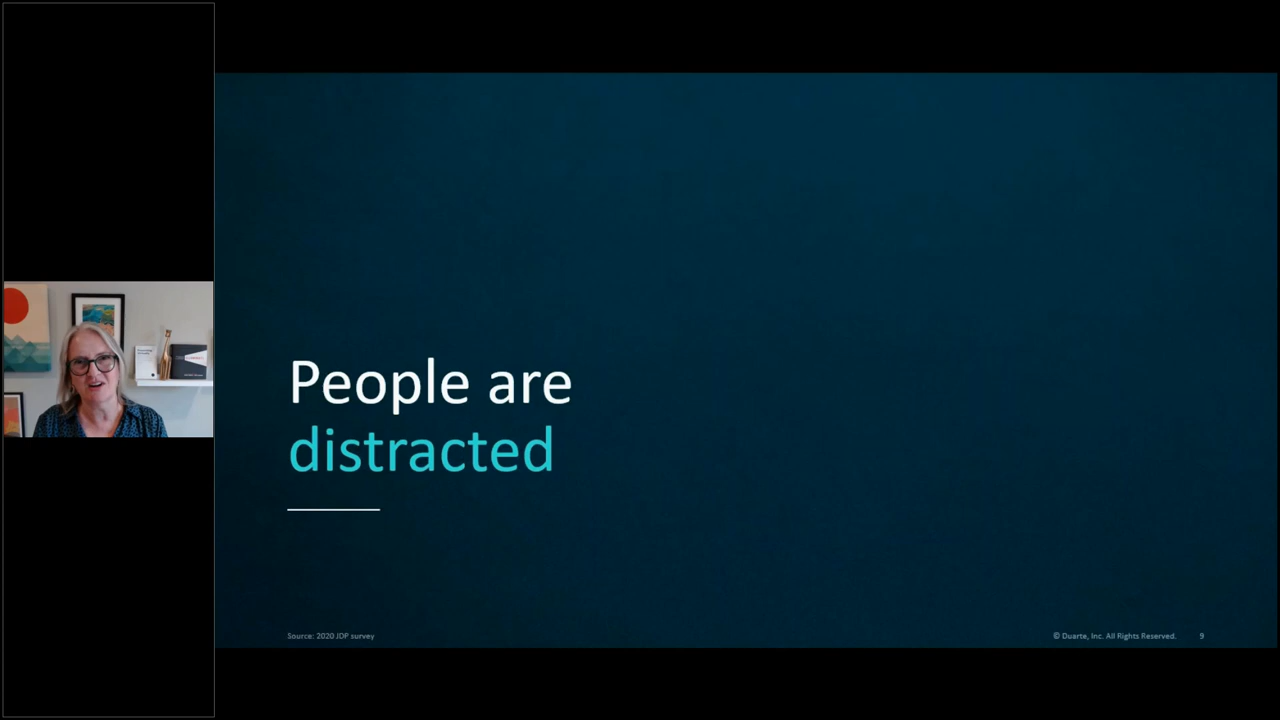 People are
distracted
Source: 2020 JDP survey
© Duarte, Inc. All Rights Reserved. 9